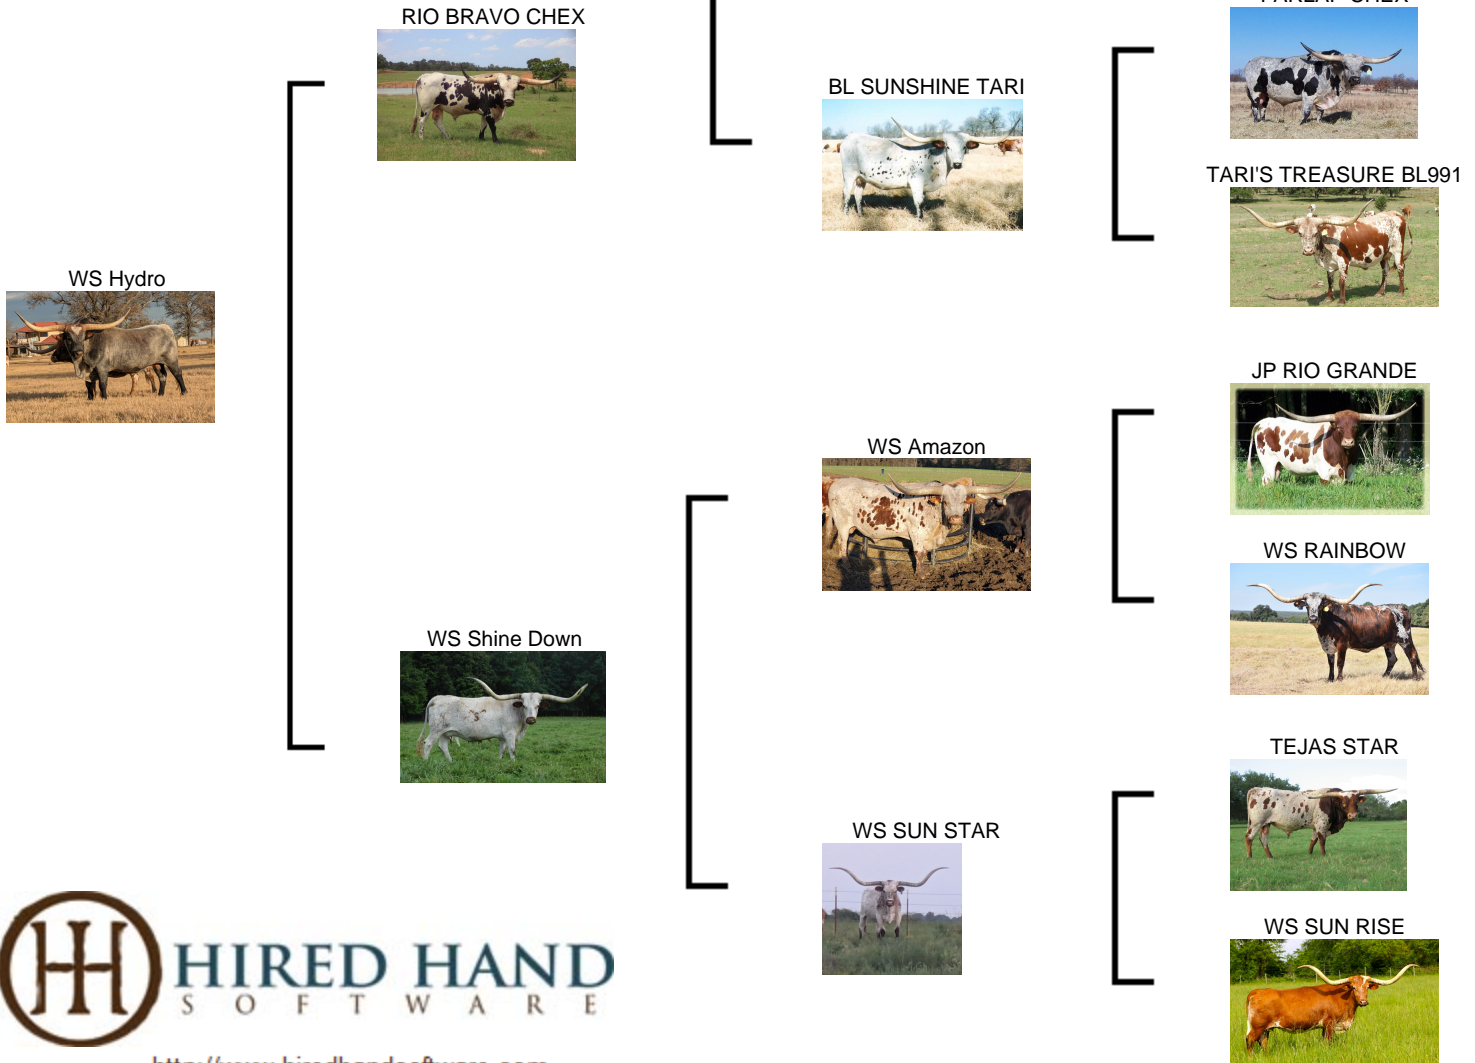 RIO BRAVO CHEX
BL SUNSHINE TARI
TARI'S TREASURE BL991
WS Hydro
JP RIO GRANDE
WS Amazon
WS RAINBOW
WS Shine Down
TEJAS STAR
WS SUN STAR
WS SUN RISE
HIRED HAND
SOFTWARE